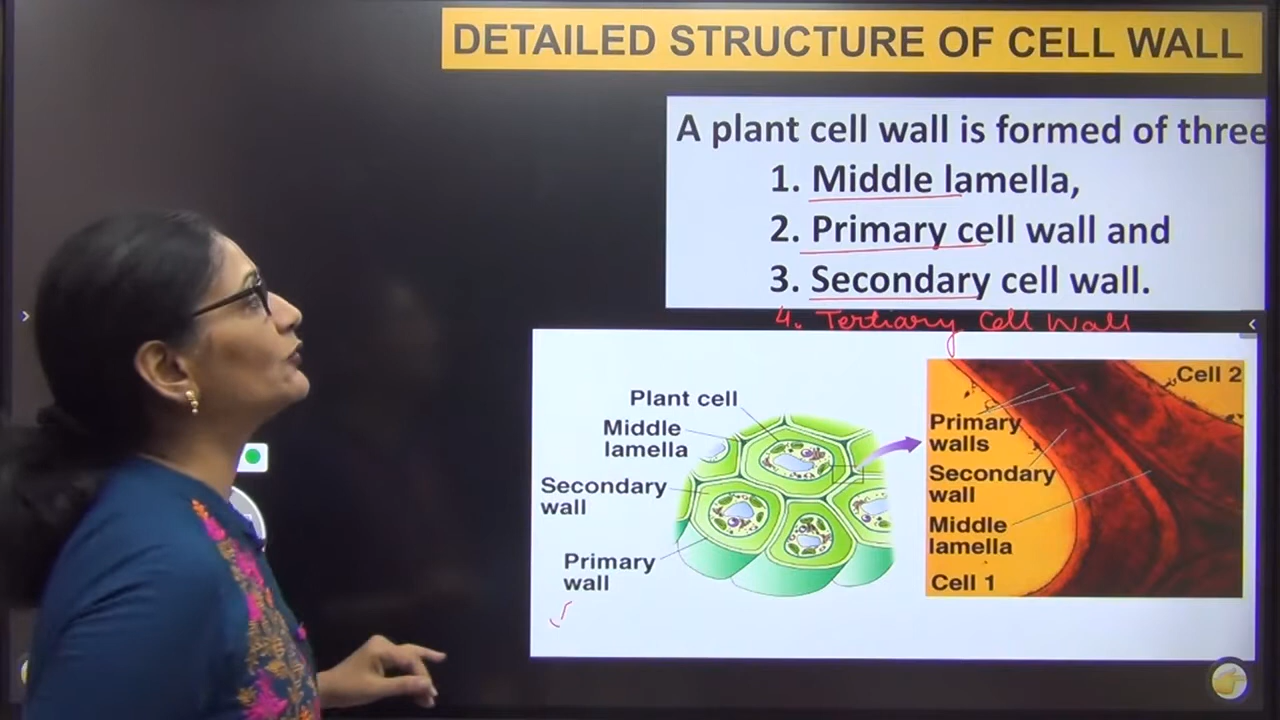 DETAILED STRUCTURE OF CELL WALL
A plant cell wall is formed of three
1. Middle lamella,
2. Primary cell wall and
3. Secondary cell wall.
4. Tertiary Cell Wall
Plant cell
Middle
lamella
Secondary
wall
Primary
wall
Cell 2
Primary
walls
Secondary
wall
Middle
lamella
Cell 1